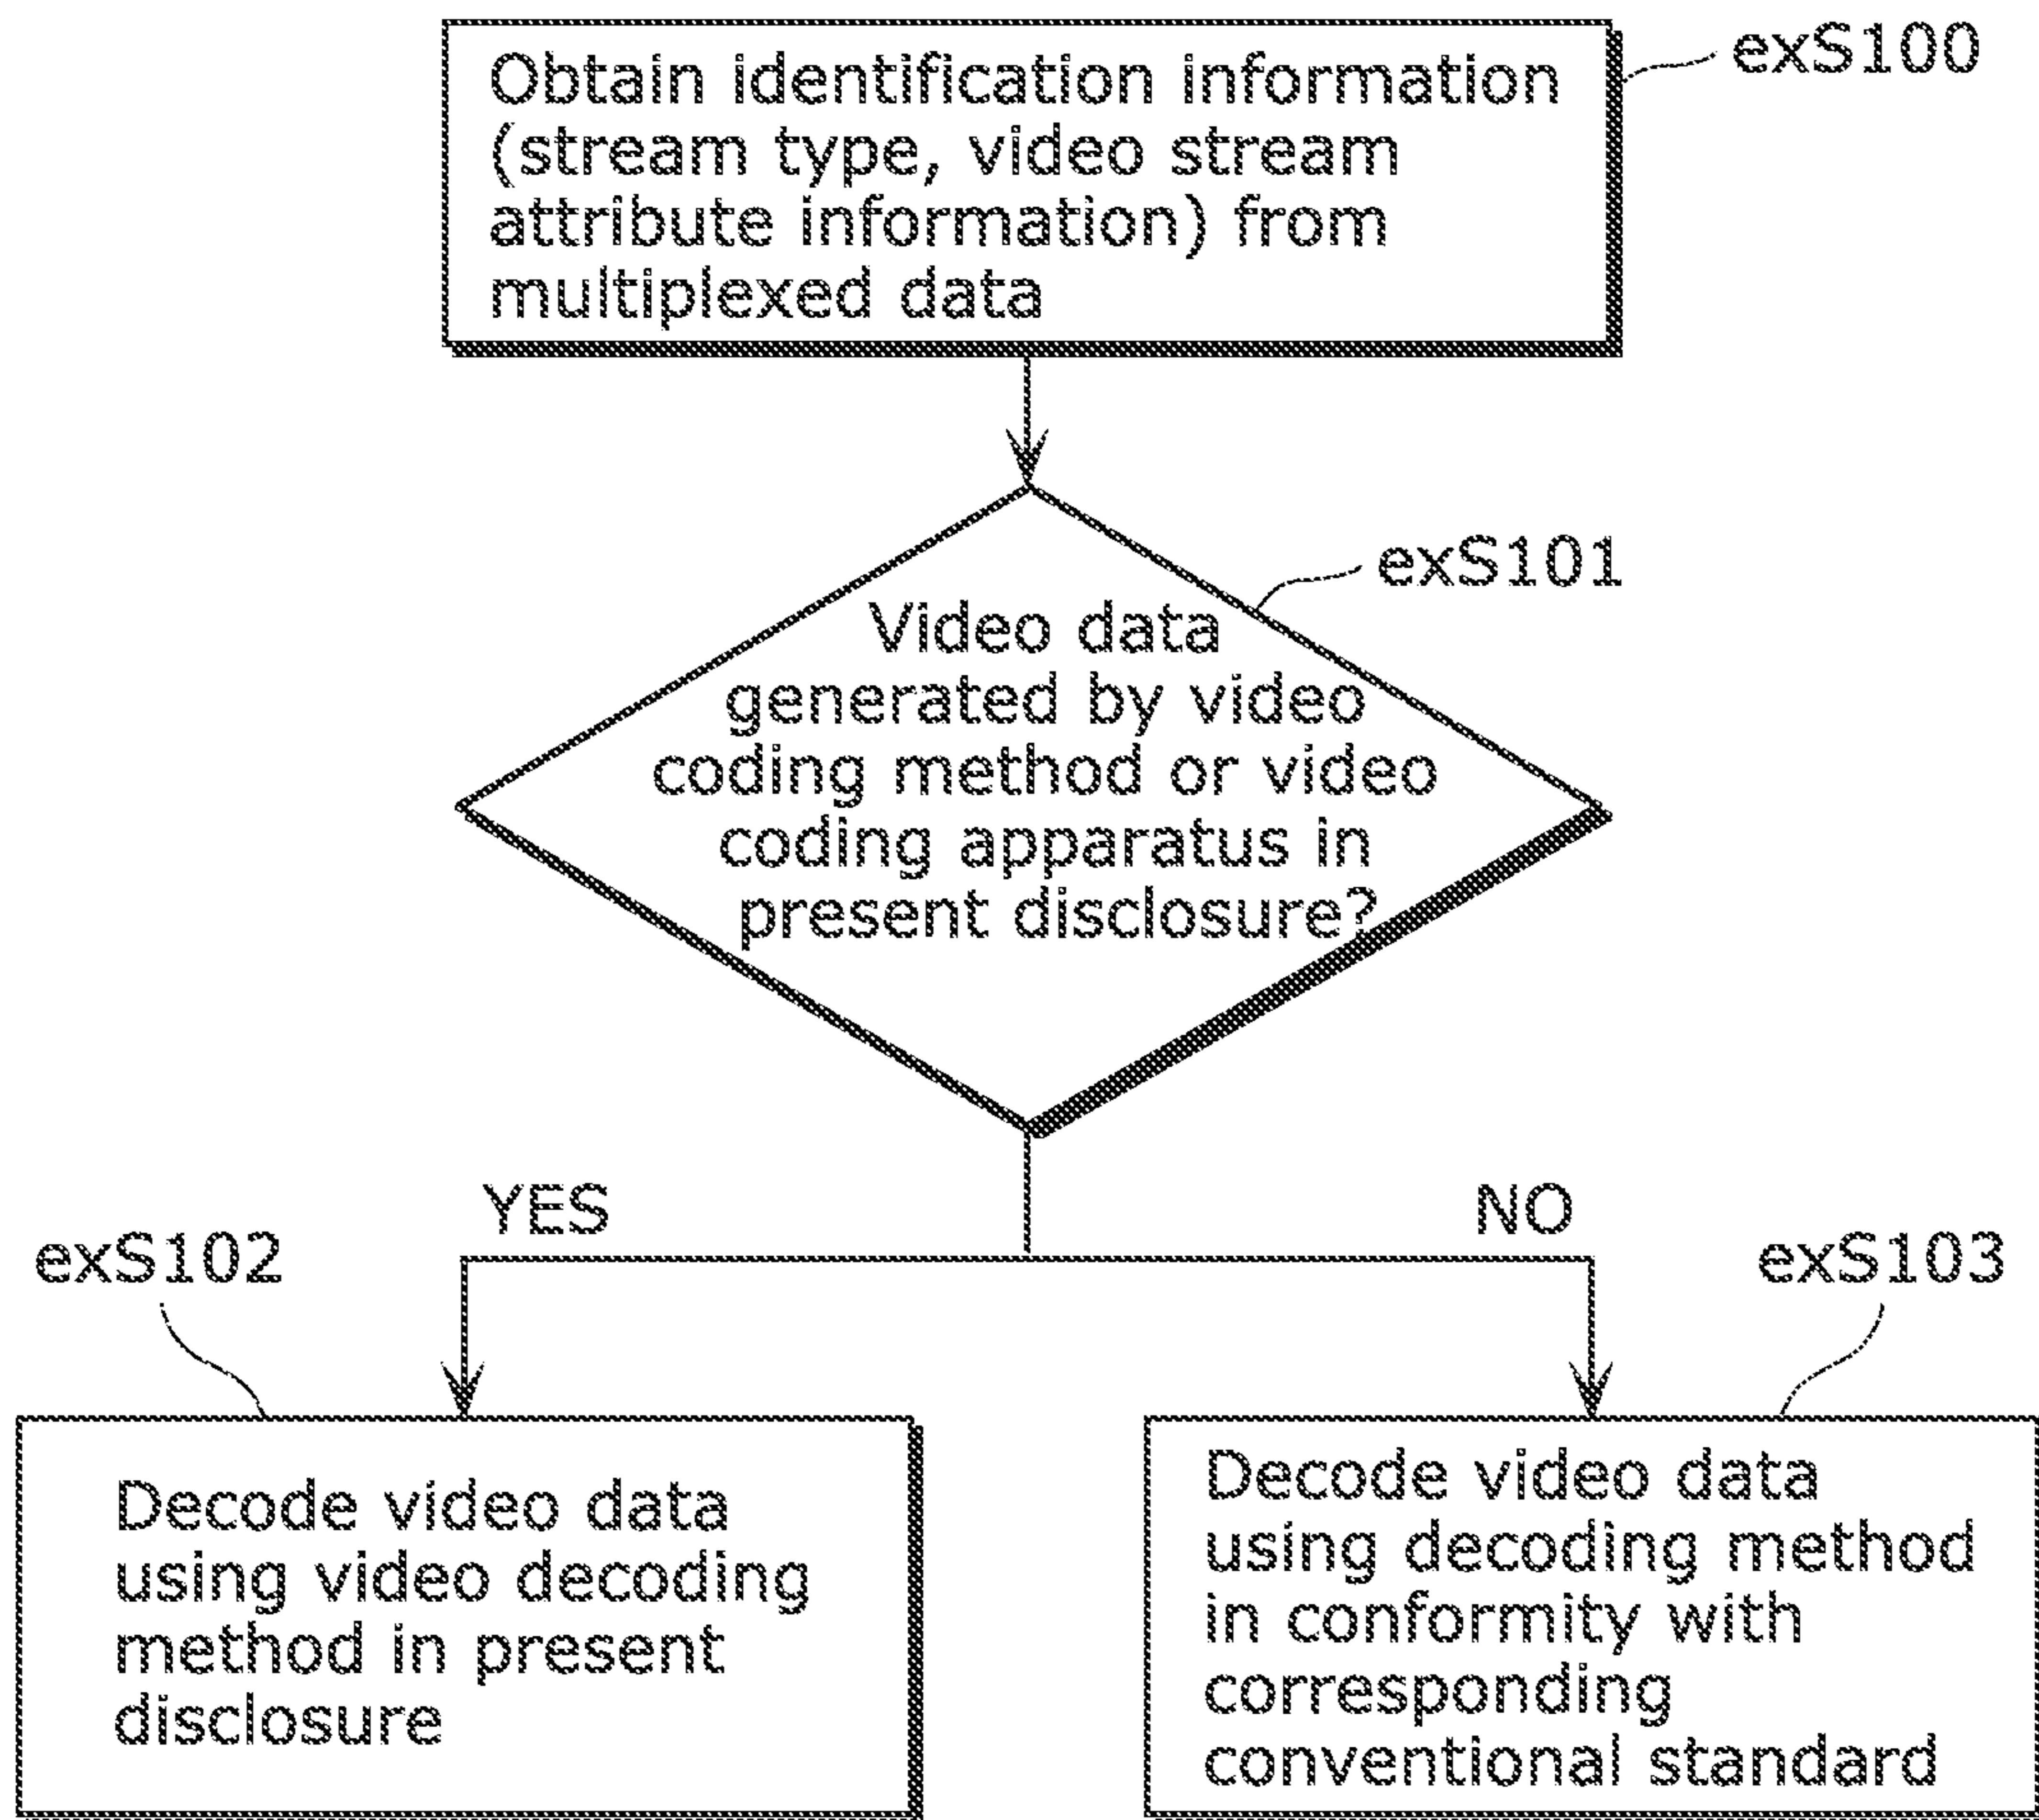 Obtain identification information
(stream type, video stream
attribute information) from
multiplexed data
exS100
exS101
Video data
generated by video
coding method or video
coding apparatus in
present disclosure?
YES
NO
exS102
exS103
Decode video data
using video decoding
method in present
disclosure
Decode video data
using decoding method
in conformity with
corresponding
conventional standard